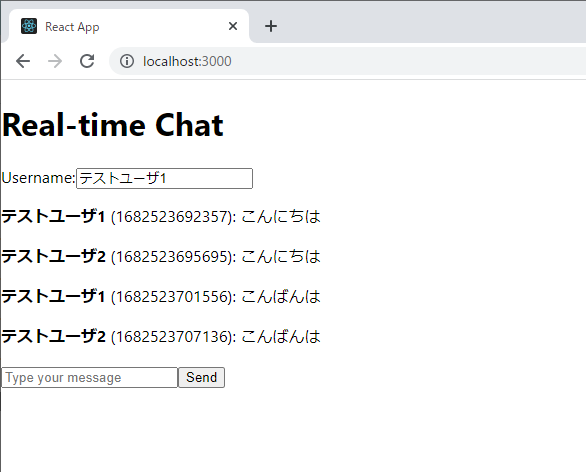 React App
localhost:3000
Real-time Chat
Username:テストユーザ1
テストユーザ1 (1682523692357): こんにちは
テストユーザ2 (1682523695695): こんにちは
テストユーザ1 (1682523701556): こんばんは
テストユーザ2 (1682523707136): こんばんは
Type your message Send